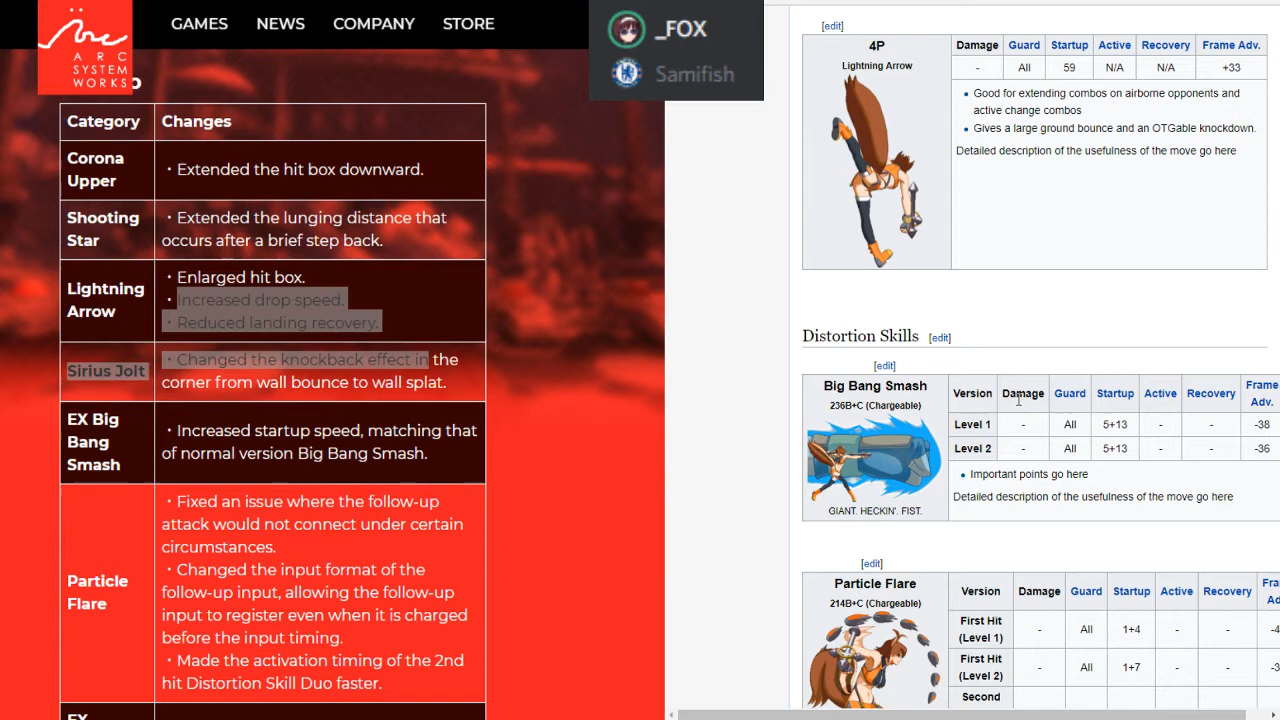 ARC
SYSTEM
WORKS
GAMES NEWS COMPANY STORE
_FOX
Samifish
o
Category Changes
Corona
Upper
・Extended the hit box downward.
Shooting
Star
・Extended the lunging distance that
occurs after a brief step back.
Lightning
Arrow
・Enlarged hit box.
・Increased drop speed.
・Reduced landing recovery.
Sirius Jolt
・Changed the knockback effect in the
corner from wall bounce to wall splat.
EX Big
Bang
Smash
・Increased startup speed, matching that
of normal version Big Bang Smash.
Particle
Flare
・Fixed an issue where the follow-up
attack would not connect under certain
circumstances.
・Changed the input format of the
follow-up input, allowing the follow-up
input to register even when it is charged
before the input timing.
・Made the activation timing of the 2nd
hit Distortion Skill Duo faster.
EX
[edit]
4P
Lightning Arrow
Damage Guard Startup Active Recovery Frame Adv.
- All 59 N/A N/A +33
• Good for extending combos on airborne opponents and
active change combos
• Gives a large ground bounce and an OTGable knockdown.
Detailed description of the usefulness of the move go here
Distortion Skills [edit]
[edit]
Big Bang Smash
236B+C (Chargeable)
GIANT. HECKIN'. FIST.
Version Damage Guard Startup Active Recovery Frame
Adv.
Level 1 - All 5+13 - - -38
Level 2 - All 5+13 - - -36
• Important points go here
Detailed description of the usefulness of the move go here
[edit]
Particle Flare
214B+C (Chargeable)
Version Damage Guard Startup Active Recovery Fra
Ad
First Hit
(Level 1)
- All 1+4 - - -4
First Hit
(Level 2)
- All 1+7 - - -3
Second